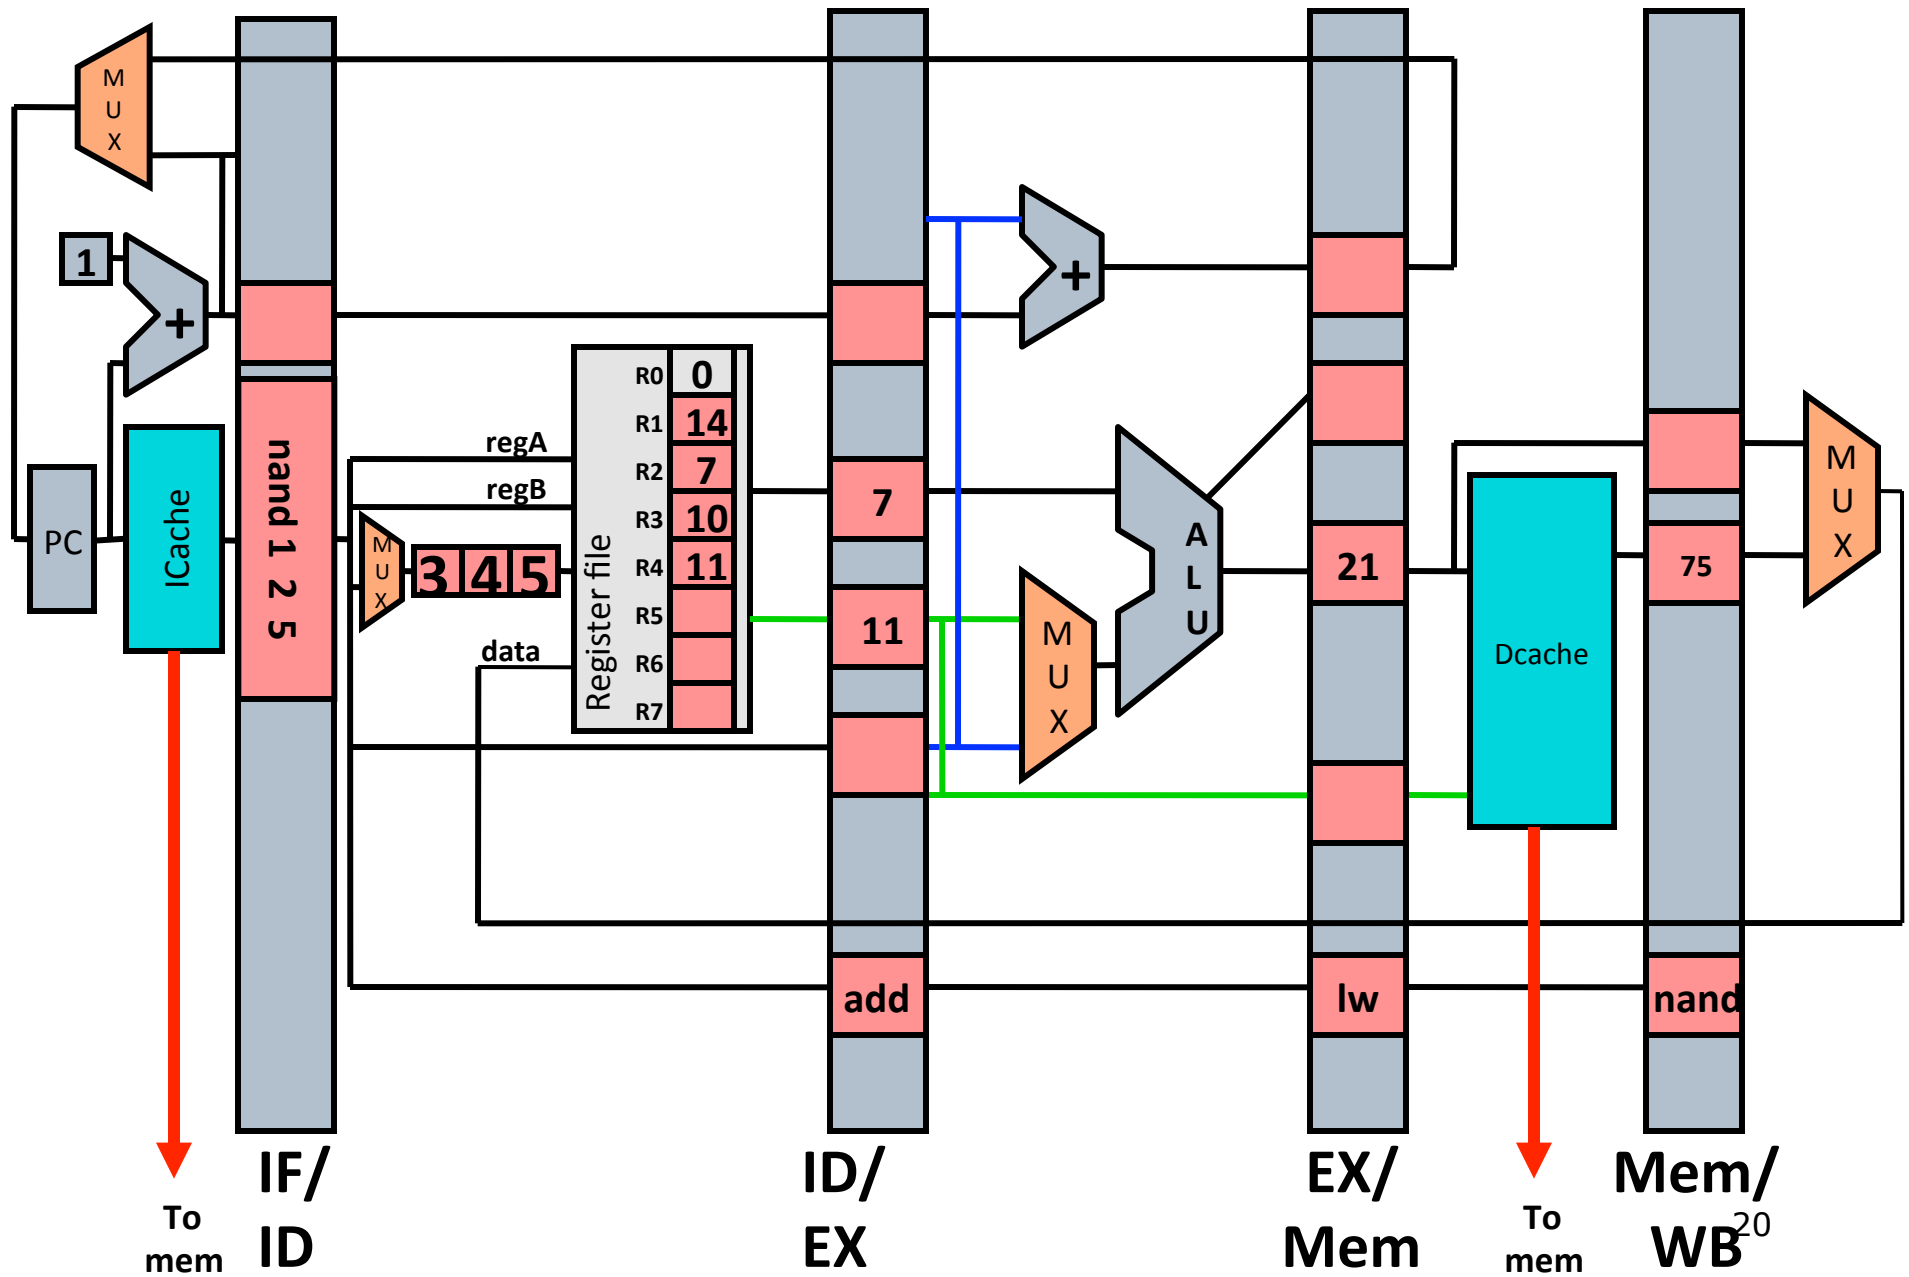 M
U
X
1
+
PC
ICache
nand 1 2 5
regA
regB
data
M
U
X
3 4 5
Register file
R0 0
R1 14
R2 7
R3 10
R4 11
R5
R6
R7
7
11
add
+
M
U
X
A
L
U
21
lw
Dcache
75
nand
M
U
X
To
mem
IF/
ID
ID/
EX
EX/
Mem
To
mem
Mem/
WB
20